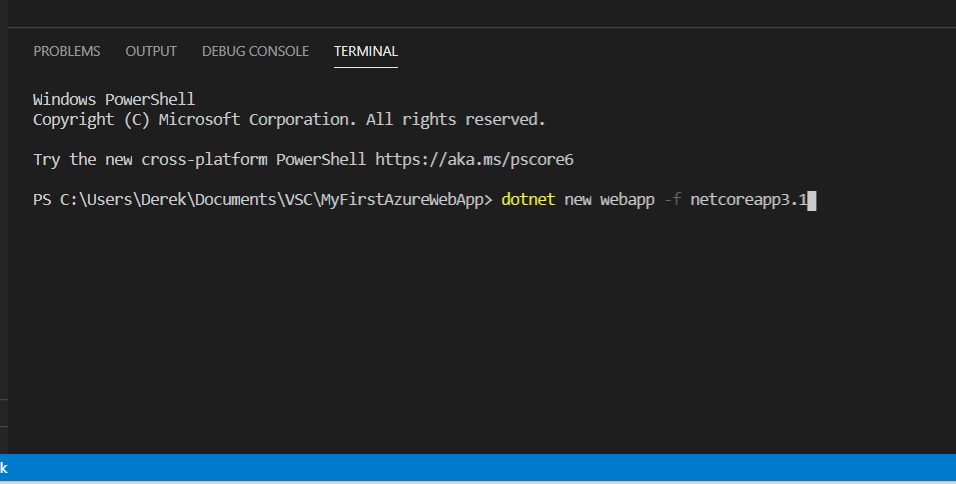 PROBLEMS OUTPUT DEBUG CONSOLE TERMINAL
Windows PowerShell
Copyright (C) Microsoft Corporation. All rights reserved.
Try the new cross-platform PowerShell https://aka.ms/pscore6
PS C:\Users\Derek\Documents\VSC\MyFirstAzureWebApp> dotnet new webapp -f netcoreapp3.1
k